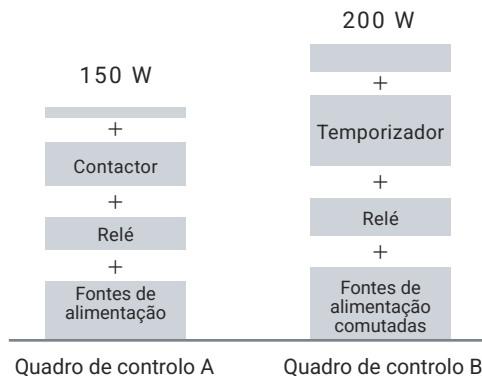 150 W
+
Contactor
+
Relé
+
Fontes de
alimentação
Quadro de controlo A
200 W
+
Temporizador
+
Relé
+
Fontes de
alimentação
comutadas
Quadro de controlo B